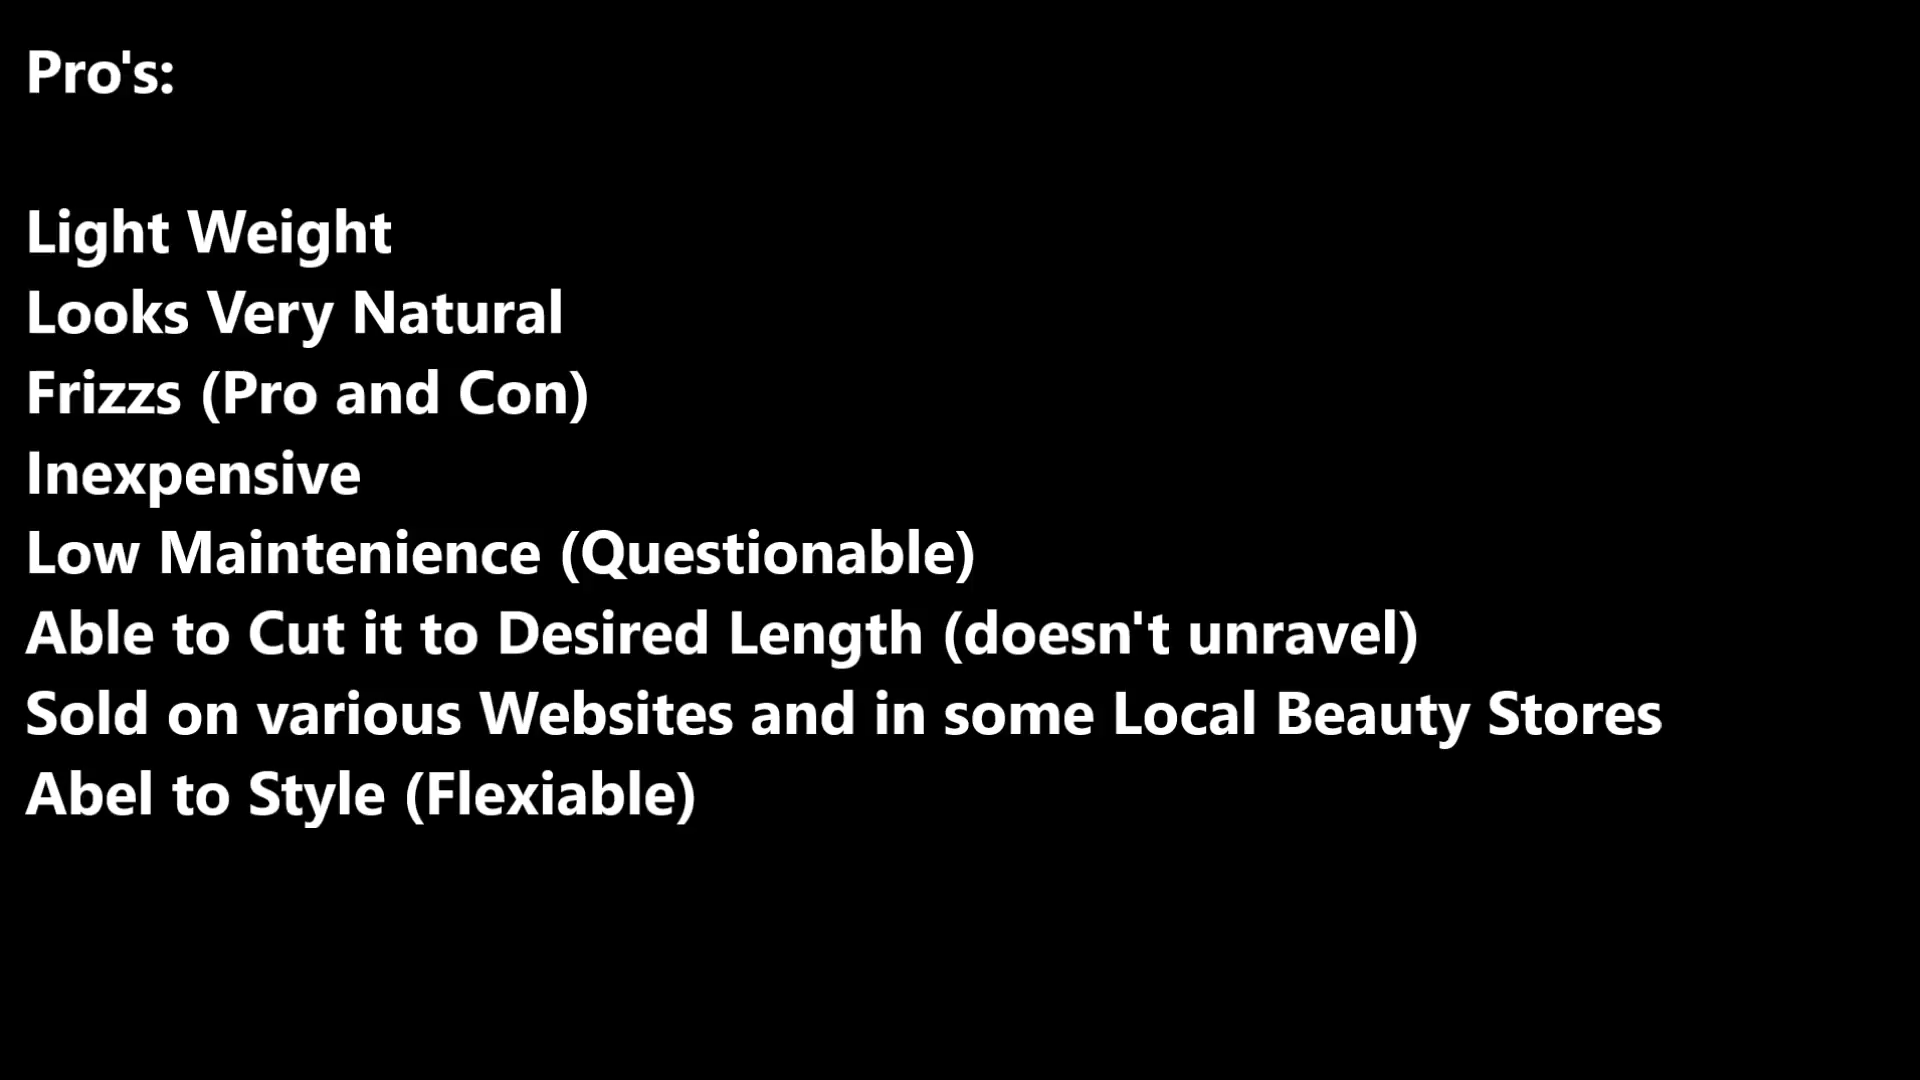 Pro's:
Light Weight
Looks Very Natural
Frizzs (Pro and Con)
Inexpensive
Low Maintenience (Questionable)
Able to Cut it to Desired Length (doesn't unravel)
Sold on various Websites and in some Local Beauty Stores
Abel to Style (Flexiable)